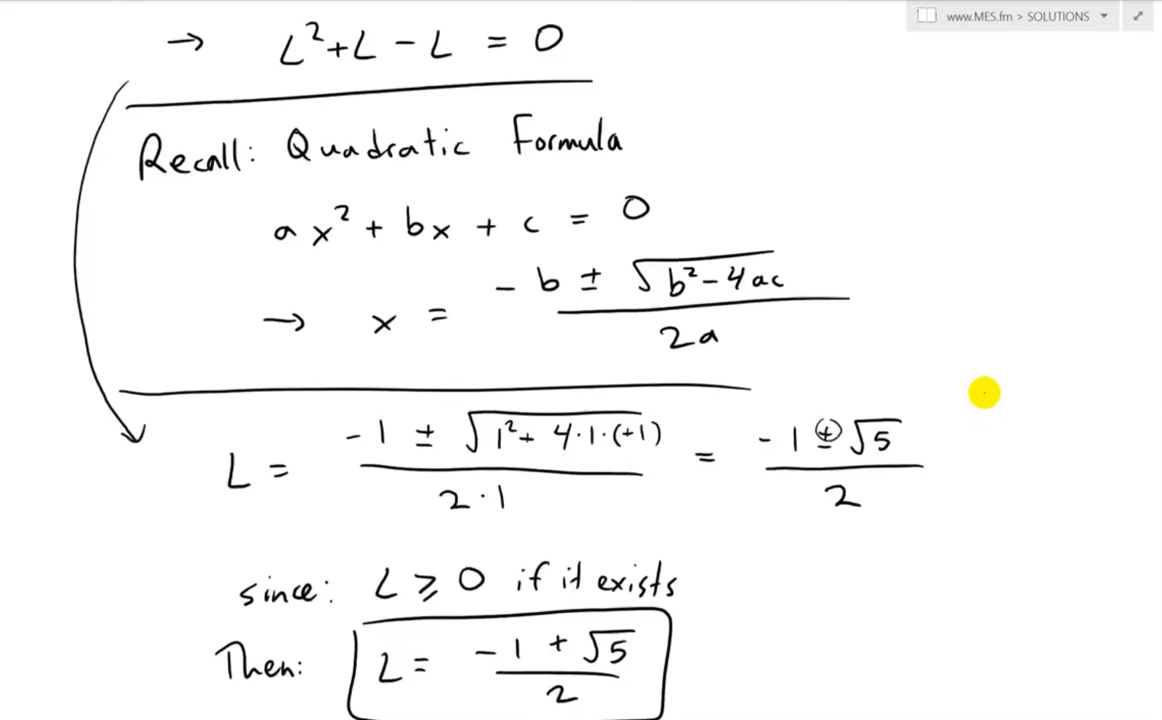 www.MES.fm > SOLUTIONS
→ L²+L - L = 0
Recall: Quadratic Formula
ax² + bx + c = 0
→ x = - b ± √b²-4ac / 2a
L = -1 ± √1²+ 4·1·(+1) / 2·1 = -1 ± √5 / 2
since: L ≥ 0 if it exists
Then: L = -1 + √5 / 2